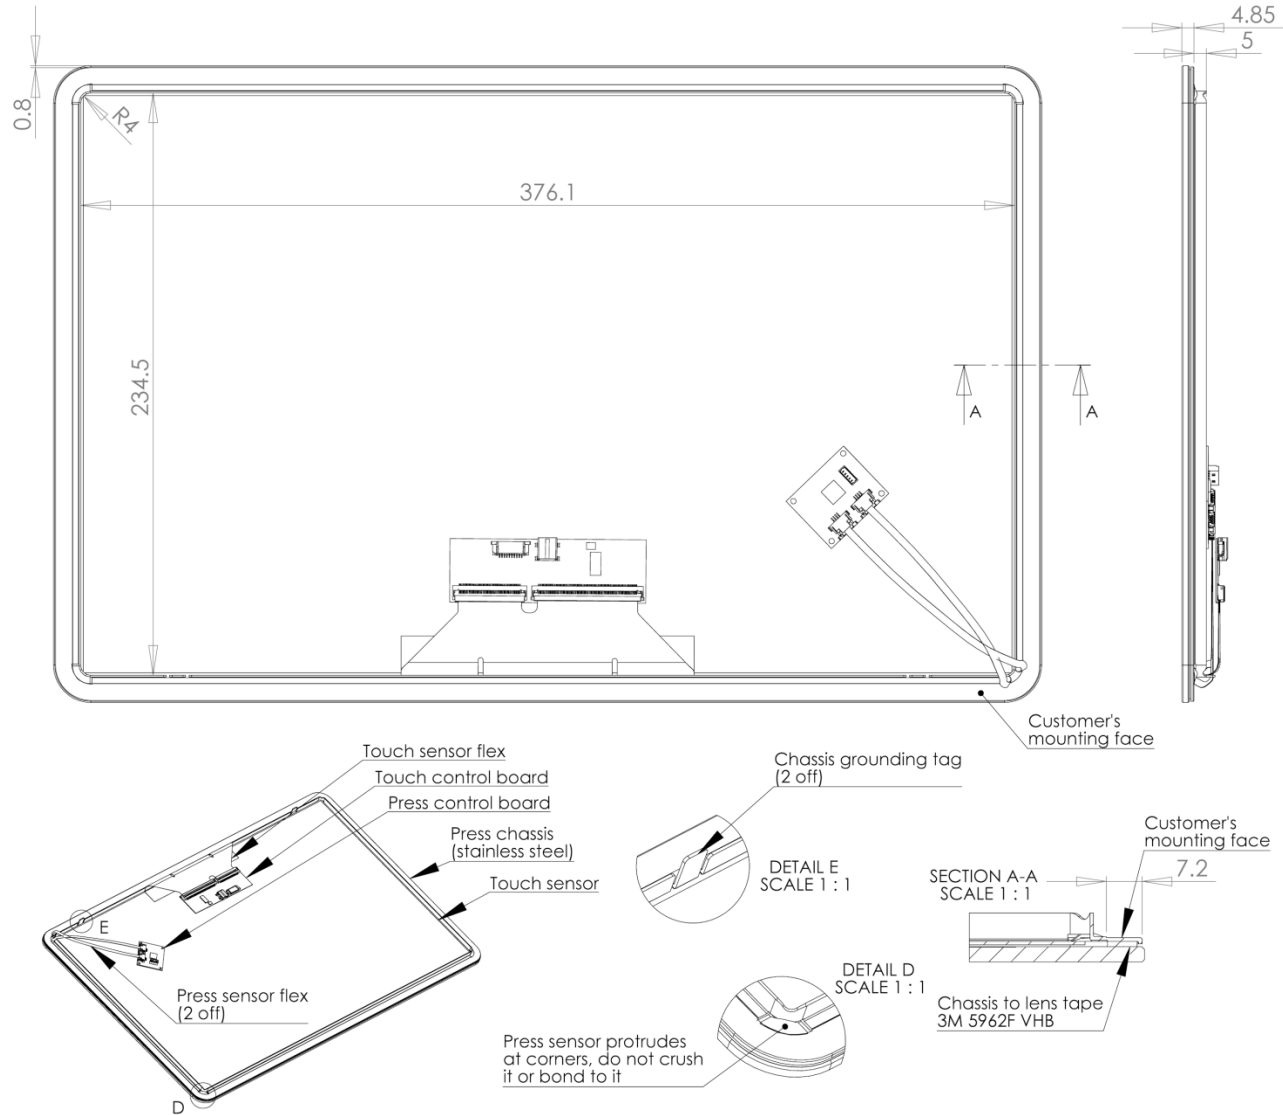 4.85
5
0.8
R4
376.1
234.5
A
A
Customer's
mounting face
Touch sensor flex
Touch control board
Press control board
Press chassis
(stainless steel)
Touch sensor
E
Press sensor flex
(2 off)
D
Chassis grounding tag
(2 off)
DETAIL E
SCALE 1 : 1
DETAIL D
SCALE 1 : 1
Press sensor protrudes
at corners, do not crush
it or bond to it
Customer's
mounting face
SECTION A-A
SCALE 1 : 1
7.2
Chassis to lens tape
3M 5962F VHB